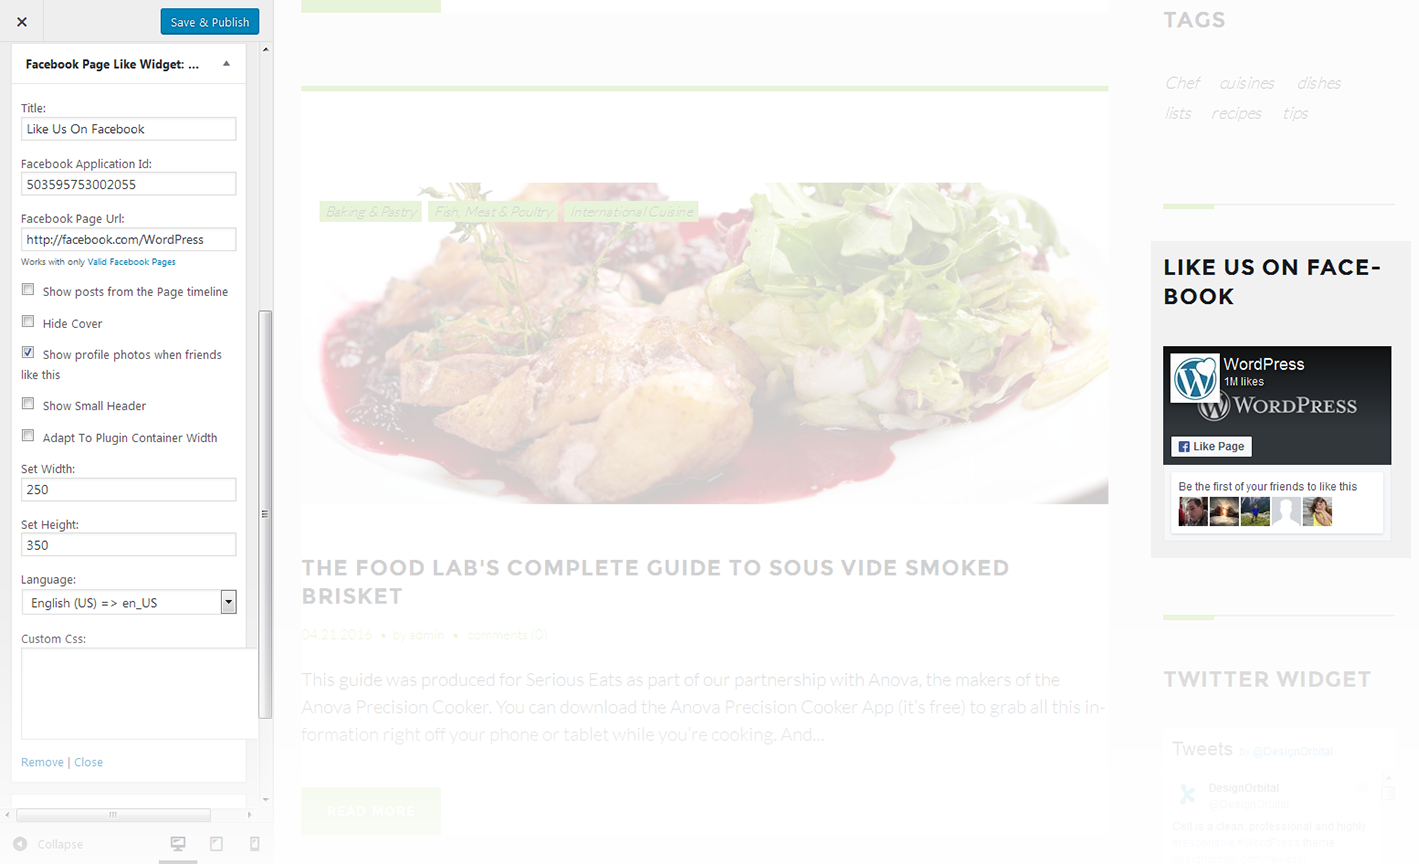 Save & Publish
Facebook Page Like Widget: ...
Title:
Like Us On Facebook
Facebook Application Id:
503595753002055
Facebook Page Url:
http://facebook.com/WordPress
Works with only Valid Facebook Pages
Show posts from the Page timeline
Hide Cover
Show profile photos when friends
like this
Show Small Header
Adapt To Plugin Container Width
Set Width:
250
Set Height:
350
Language:
English (US) => en_US
Custom Css:
Remove | Close
Collapse
Baking & Pastry Fish, Meat & Poultry International Cuisine
THE FOOD LAB'S COMPLETE GUIDE TO SOUS VIDE SMOKED
BRISKET
04.21.2016 • by admin • comments (0)
This guide was produced for Serious Eats as part of our partnership with Anova, the makers of the
Anova Precision Cooker. You can download the Anova Precision Cooker App (it's free) to grab all this in-
formation right off your phone or tablet while you're cooking. And...
READ MORE
TAGS
Chef cuisines dishes
lists recipes tips
LIKE US ON FACE-
BOOK
WordPress
1M likes
WORDPRESS
Like Page
Be the first of your friends to like this
TWITTER WIDGET
Tweets by @DesignOrbital
DesignOrbital
@DesignOrbital
Cell is a clean, professional and highly
responsive #WordPress theme